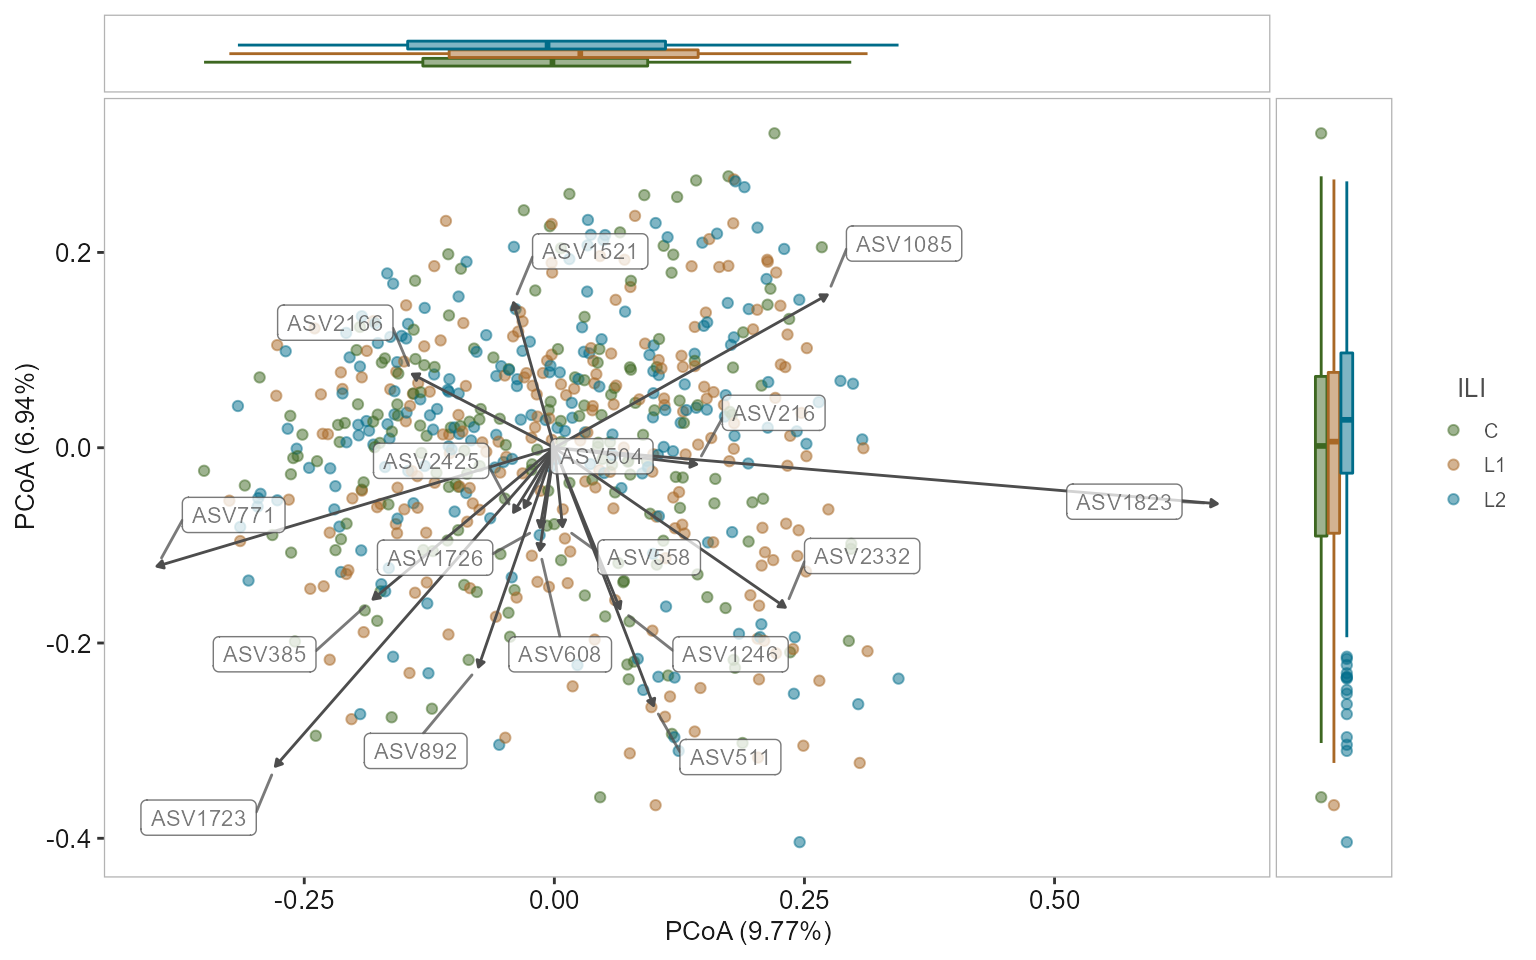 ASV1521
ASV1085
ASV2166
ASV216
ASV2425
ASV504
ASV1823
ASV771
ASV1726
ASV558
ASV2332
ASV385
ASV608
ASV1246
ASV892
ASV511
ASV1723
0.2
0.0
-0.2
-0.4
PCoA (6.94%)
-0.25
0.00
0.25
0.50
PCoA (9.77%)
ILI
C
L1
L2